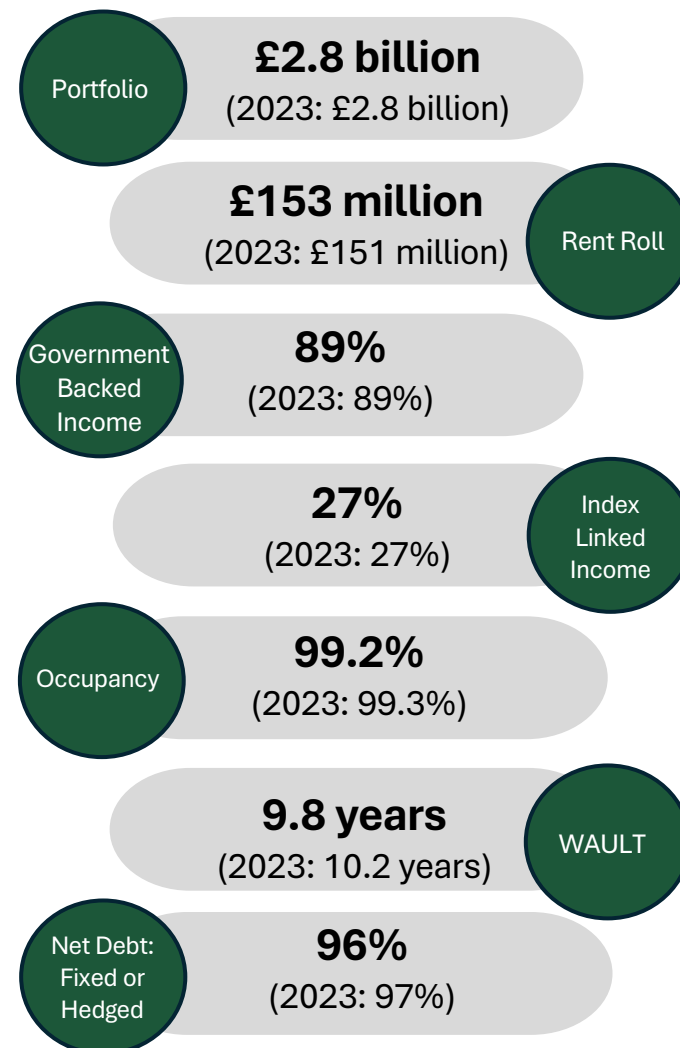 Portfolio
£2.8 billion
(2023: £2.8 billion)
£153 million
(2023: £151 million)
Rent Roll
Government
Backed
Income
89%
(2023: 89%)
27%
(2023: 27%)
Index
Linked
Income
Occupancy
99.2%
(2023: 99.3%)
9.8 years
(2023: 10.2 years)
WAULT
Net Debt:
Fixed or
Hedged
96%
(2023: 97%)